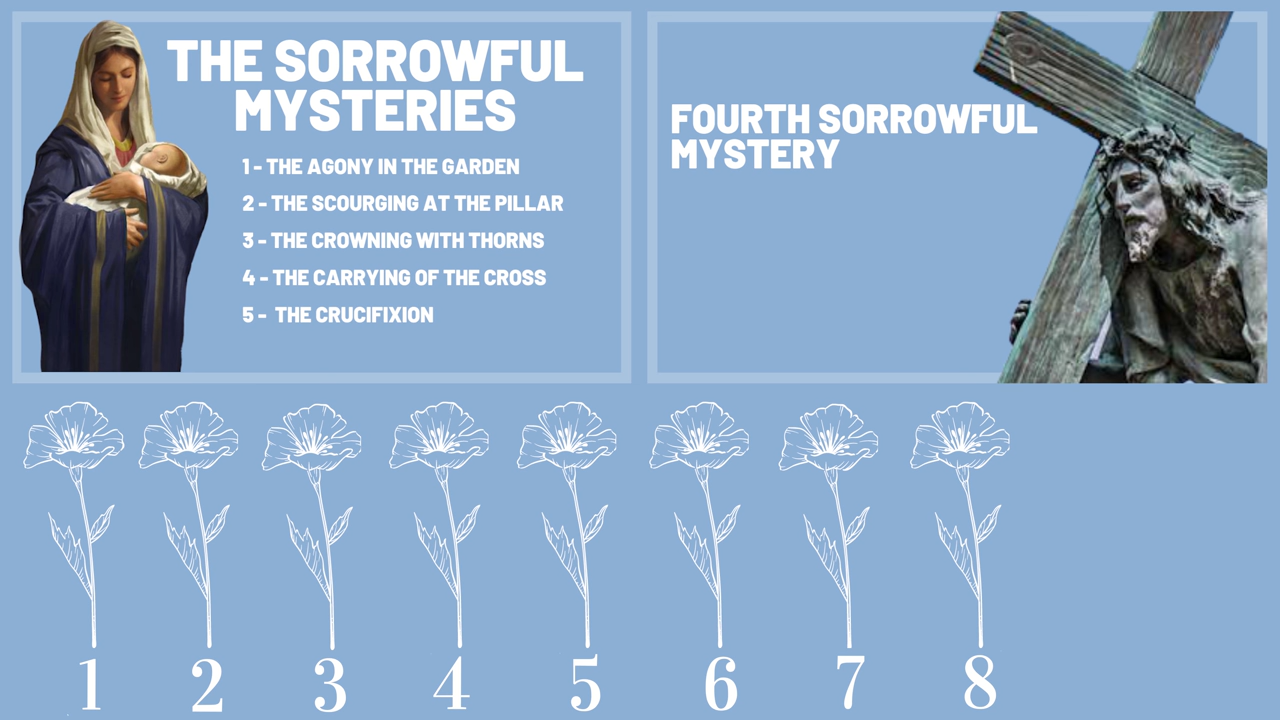 THE SORROWFUL
MYSTERIES
1 - THE AGONY IN THE GARDEN
2 - THE SCOURGING AT THE PILLAR
3 - THE CROWNING WITH THORNS
4 - THE CARRYING OF THE CROSS
5 - THE CRUCIFIXION
FOURTH SORROWFUL
MYSTERY
1 2 3 4 5 6 7 8